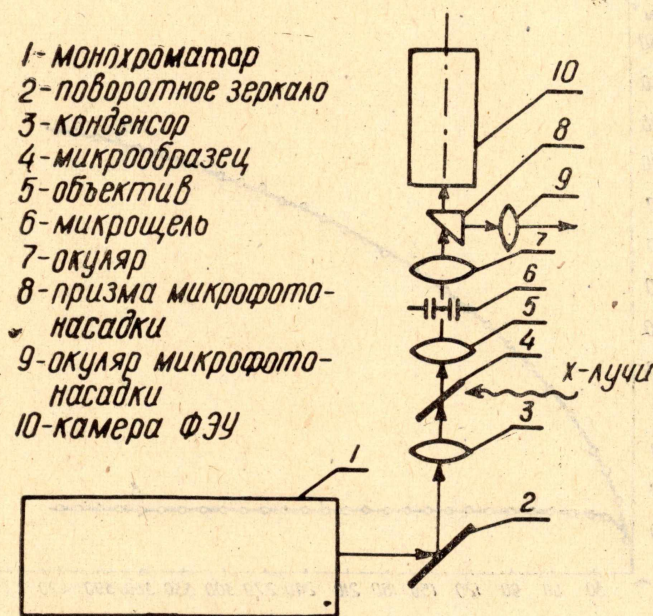 1-монохроматор
2-поворотное зеркало
3-конденсор
4-микрообразец
5-объектив
6-микрощель
7-окуляр
8-призма микрофото-
насадки
9-окуляр микрофото-
насадки
10-камера ФЭУ
10
8
9
7
6
5
4
х-лучи
3
1
2